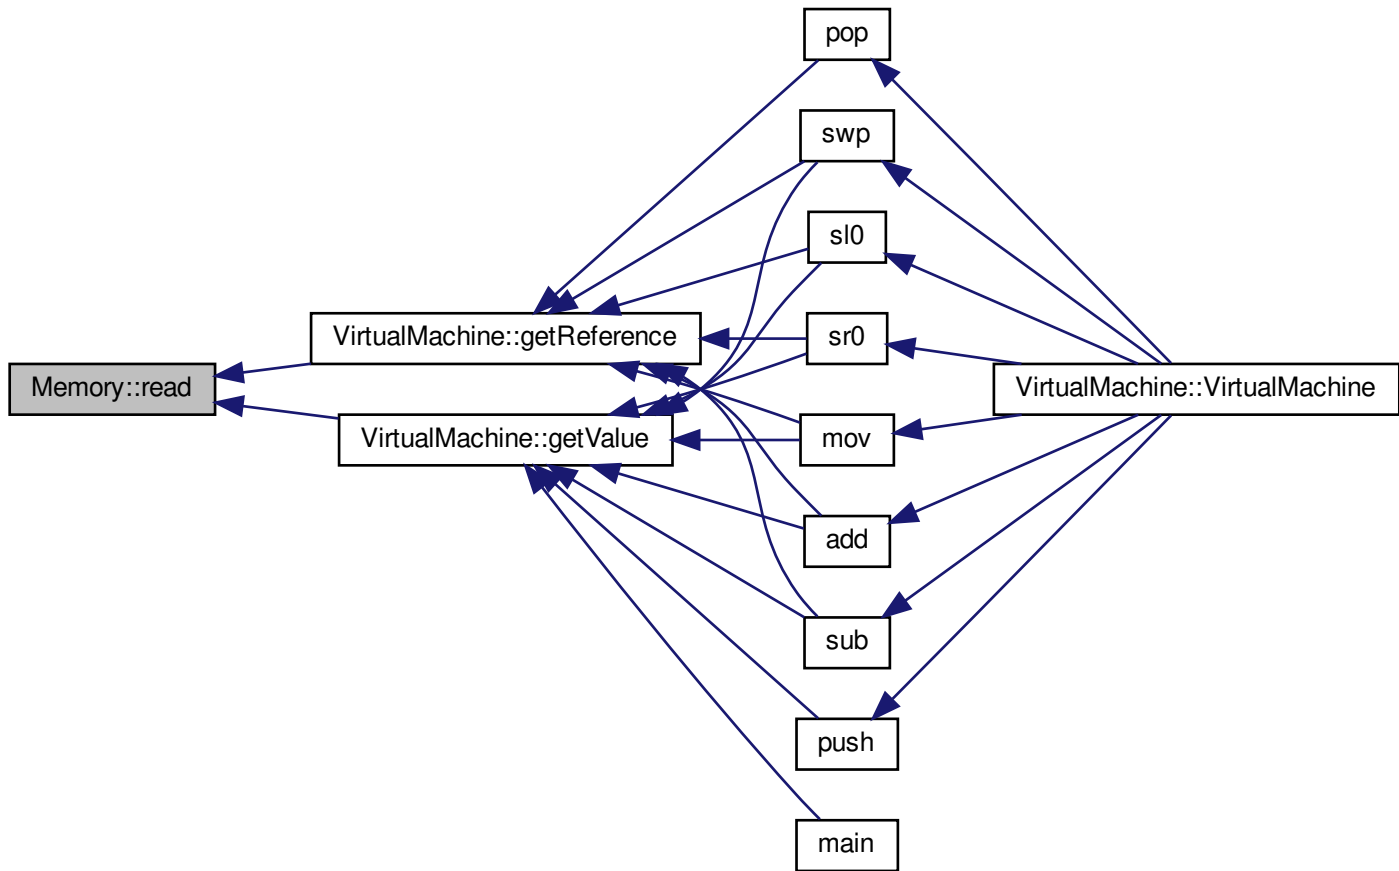 pop
swp
sl0
VirtualMachine::getReference
sr0
Memory::read
VirtualMachine::VirtualMachine
VirtualMachine::getValue
mov
add
sub
push
main